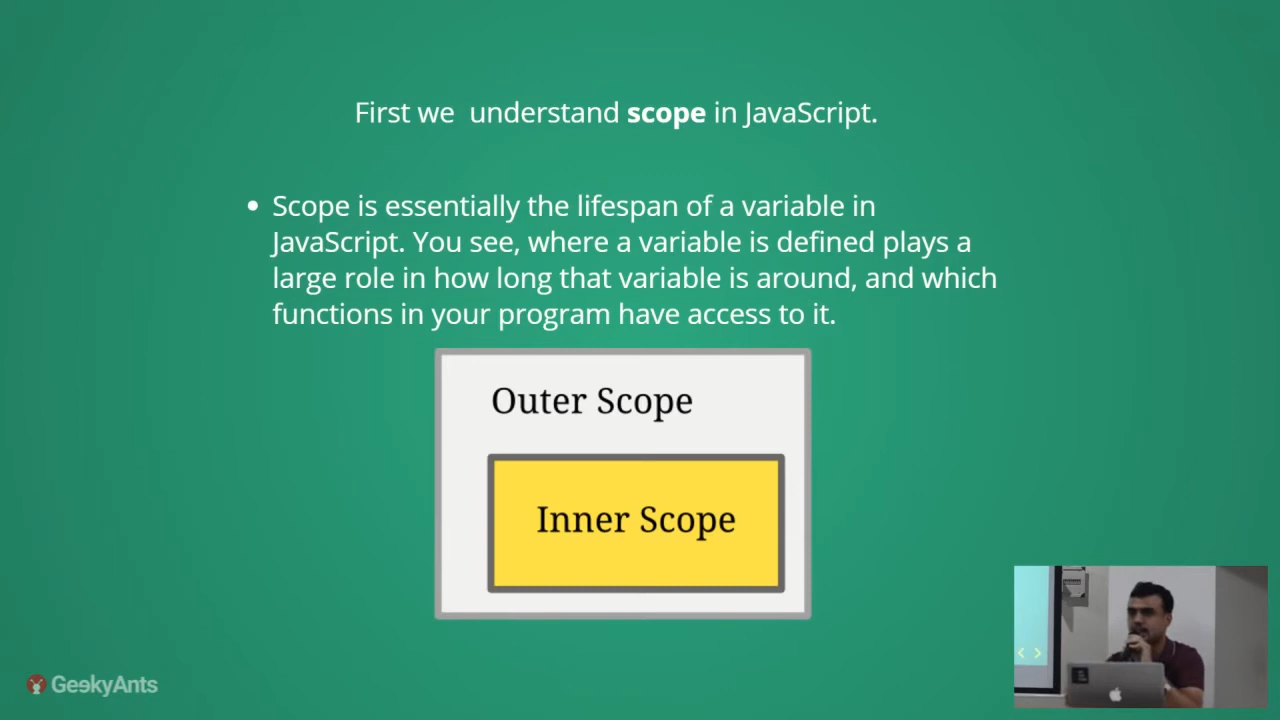 First we  understand scope in JavaScript.
• Scope is essentially the lifespan of a variable in
JavaScript. You see, where a variable is defined plays a
large role in how long that variable is around, and which
functions in your program have access to it.
Outer Scope
Inner Scope
< >
GeekyAnts